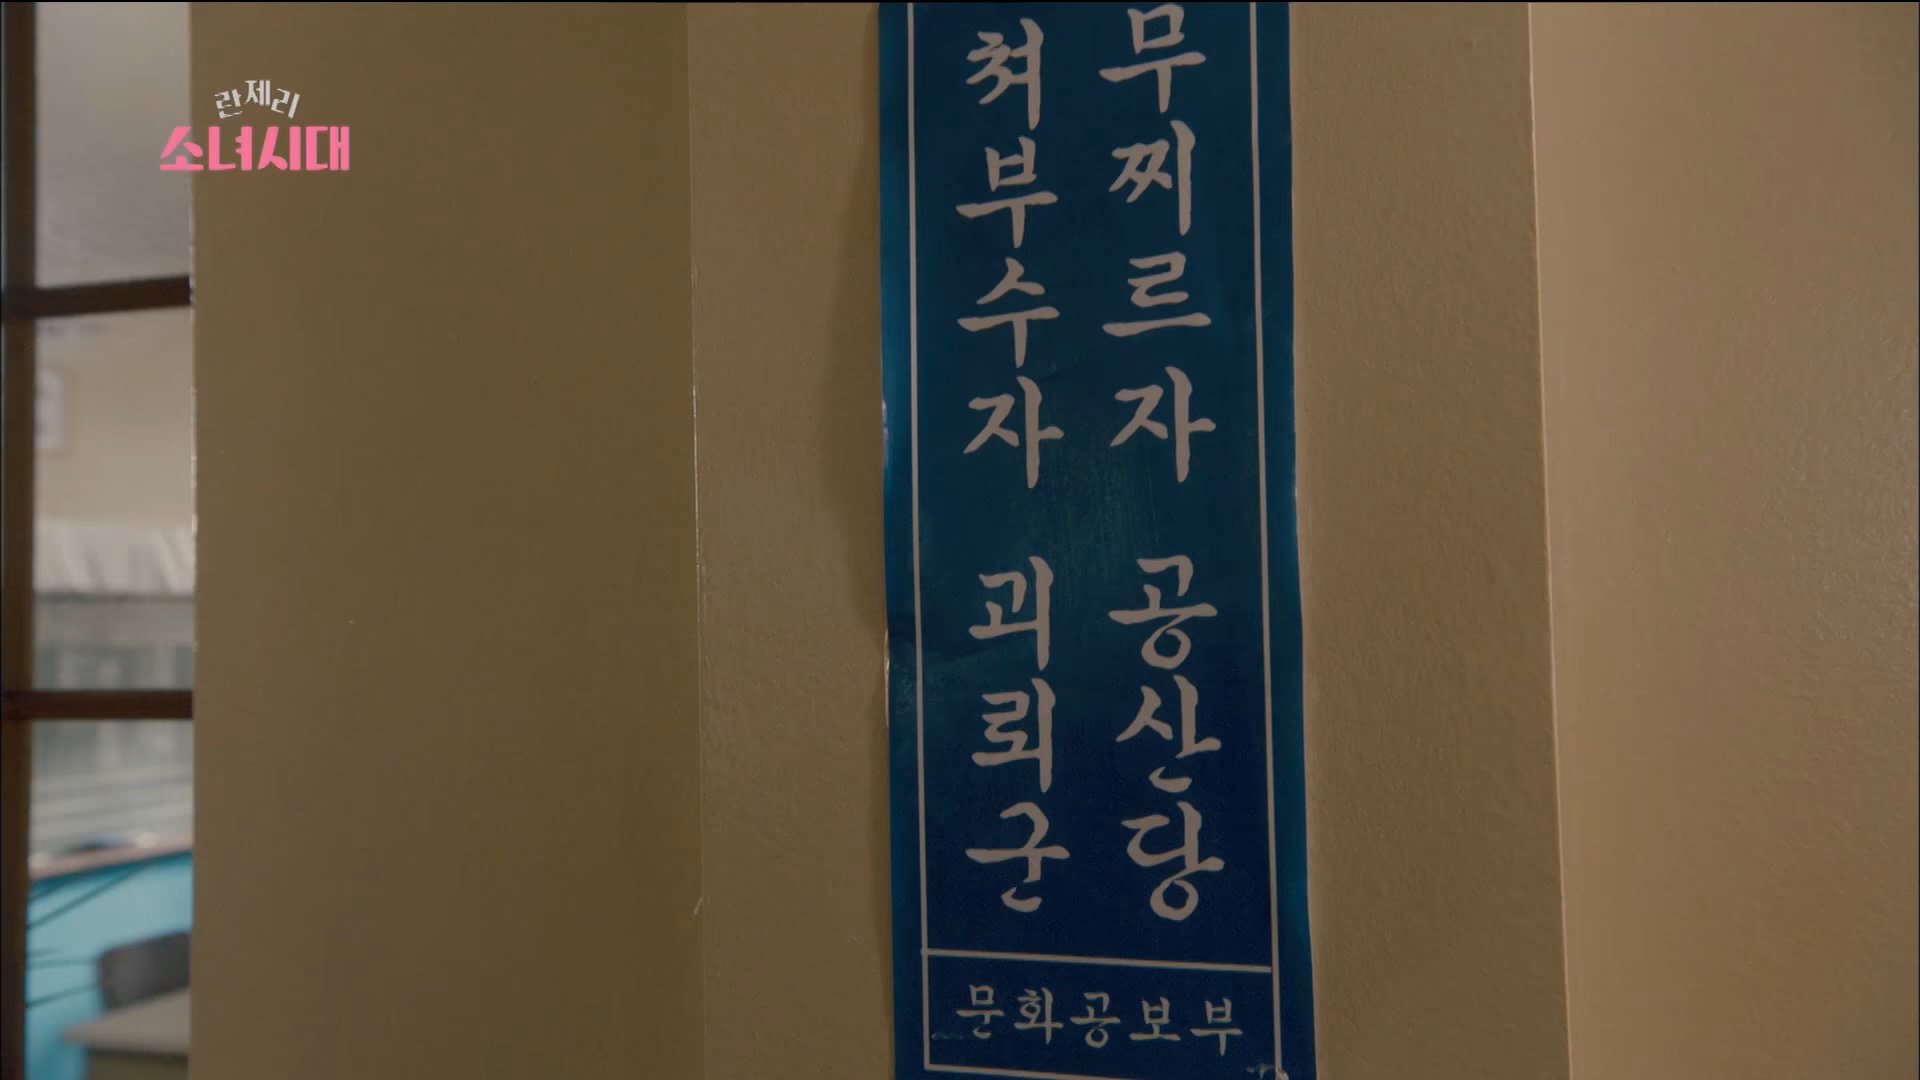 란제리
소녀시대
무찌르자 공산당
쳐부수자 괴뢰군
문화공보부